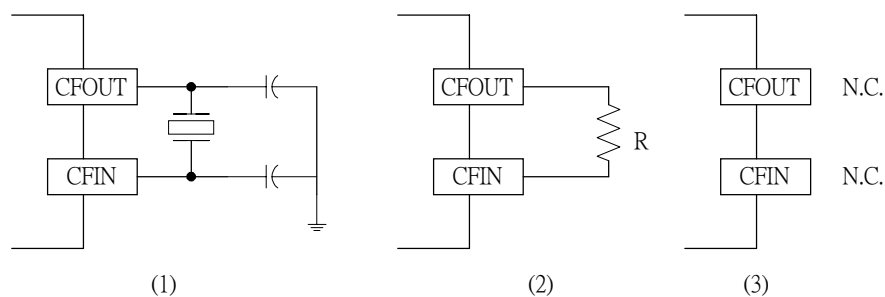 CFOUT
CFIN
(1)
CFOUT
CFIN
R
(2)
CFOUT N.C.
CFIN N.C.
(3)